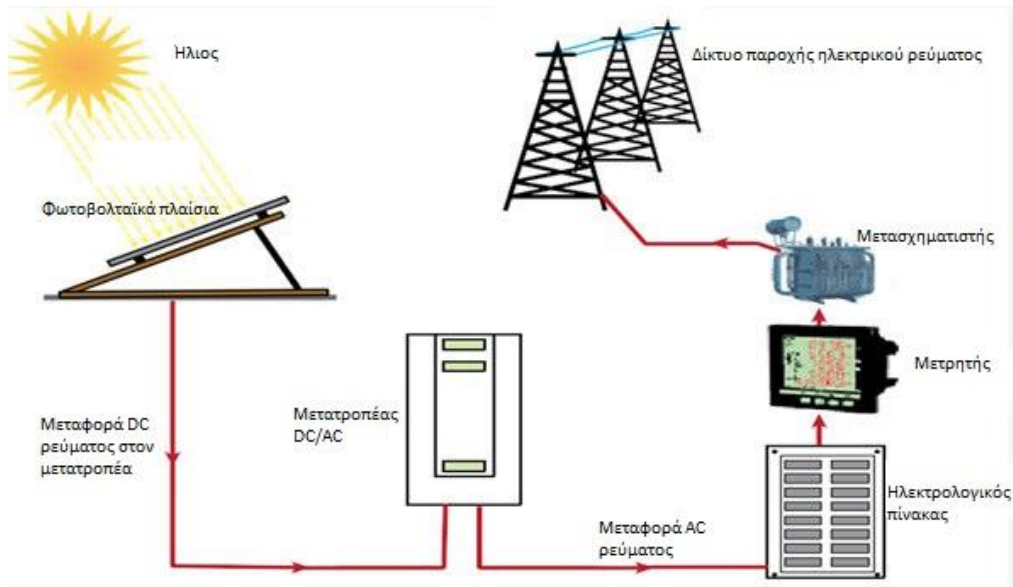 Ήλιος
Δίκτυο παροχής ηλεκτρικού ρεύματος
Φωτοβολταϊκά πλαίσια
Μετασχηματιστής
Μετρητής
Μετατροπέας
DC/AC
Μεταφορά DC
ρεύματος στον
μετατροπέα
Ηλεκτρολογικός
πίνακας
Μεταφορά AC
ρεύματος